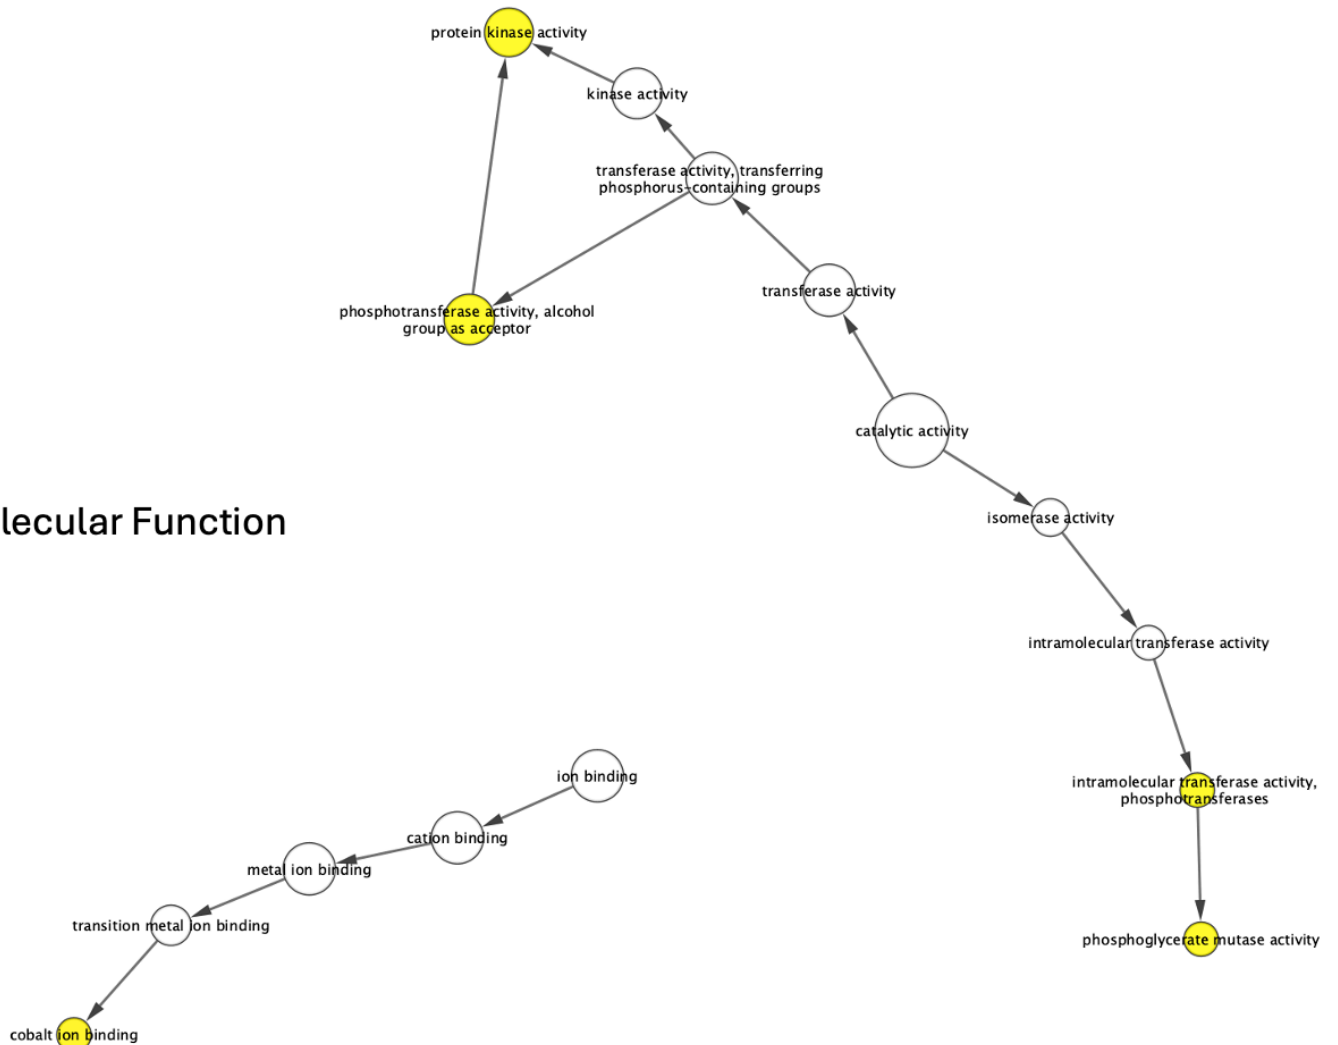 protein kinase activity
kinase activity
transferase activity, transferring
phosphorus-containing groups
transferase activity
phosphotransferase activity, alcohol
group as acceptor
catalytic activity
lecular Function
isomerase activity
intramolecular transferase activity
ion binding
intramolecular transferase activity,
phosphotransferases
cation binding
metal ion binding
transition metal ion binding
phosphoglycerate mutase activity
cobalt ion binding